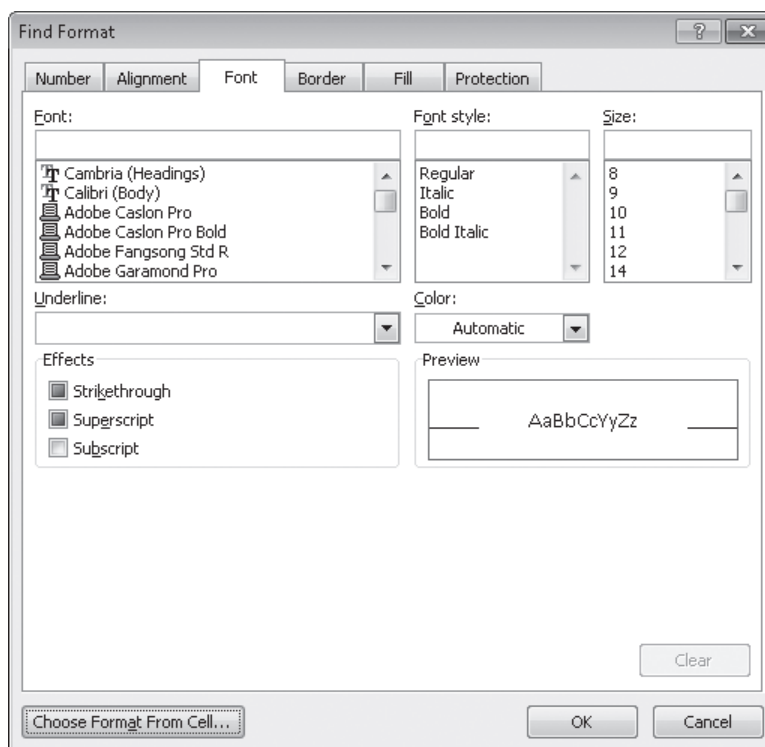 Find Format
Number Alignment Font Border Fill Protection
Font: Font style: Size:
Cambria (Headings) Regular 8
Calibri (Body) Italic 9
Adobe Caslon Pro Bold 10
Adobe Caslon Pro Bold Bold Italic 11
Adobe Fangsong Std R 12
Adobe Garamond Pro 14
Underline: Color:
Automatic
Effects Preview
Strikethrough
Superscript AaBbCcYyZz
Subscript
Clear
Choose Format From Cell... OK Cancel